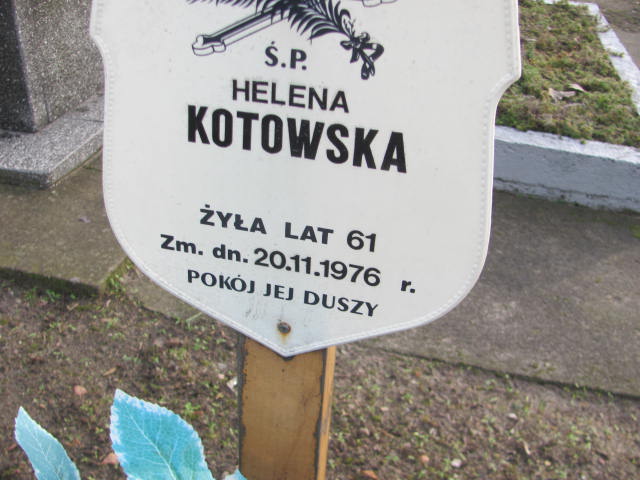 Ś.P.
HELENA
KOTOWSKA
ŻYŁA LAT 61
Zm. dn. 20.11.1976 r.
POKÓJ JEJ DUSZY